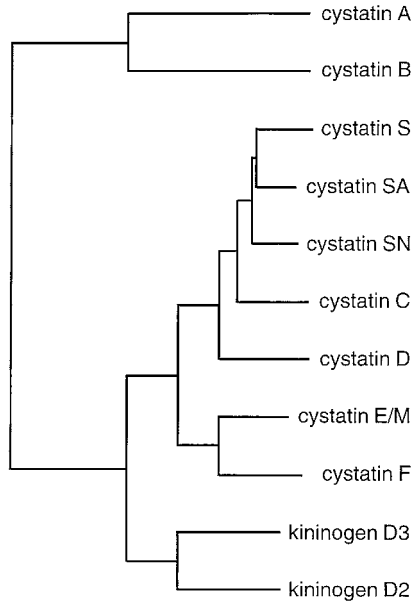 cystatin A
cystatin B
cystatin S
cystatin SA
cystatin SN
cystatin C
cystatin D
cystatin E/M
cystatin F
kininogen D3
kininogen D2